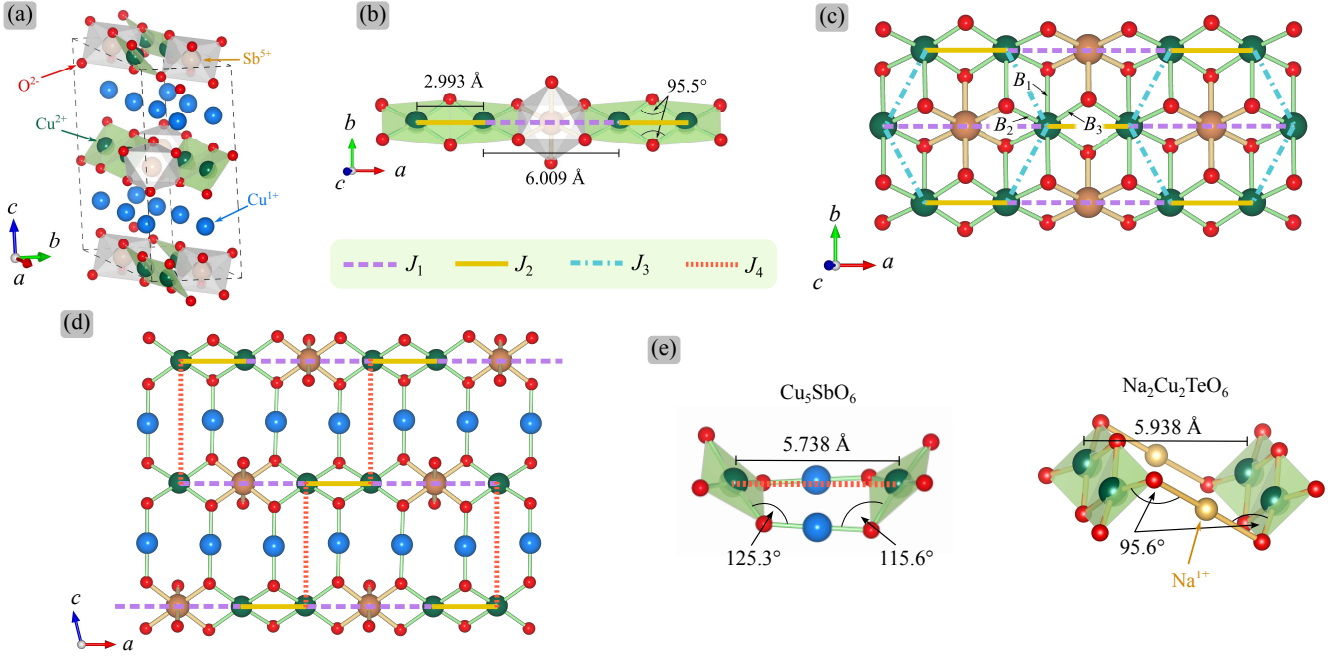 (a)
Sb⁵⁺
O²⁻
Cu²⁺
Cu¹⁺
c
b
a
(b)
2.993 Å
95.5°
6.009 Å
b
c
a
J₁
J₂
J₃
J₄
(c)
B₁
B₂
B₃
b
c
a
(d)
c
a
(e)
Cu₅SbO₆
5.738 Å
125.3°
115.6°
Na₂Cu₂TeO₆
5.938 Å
95.6°
Na¹⁺